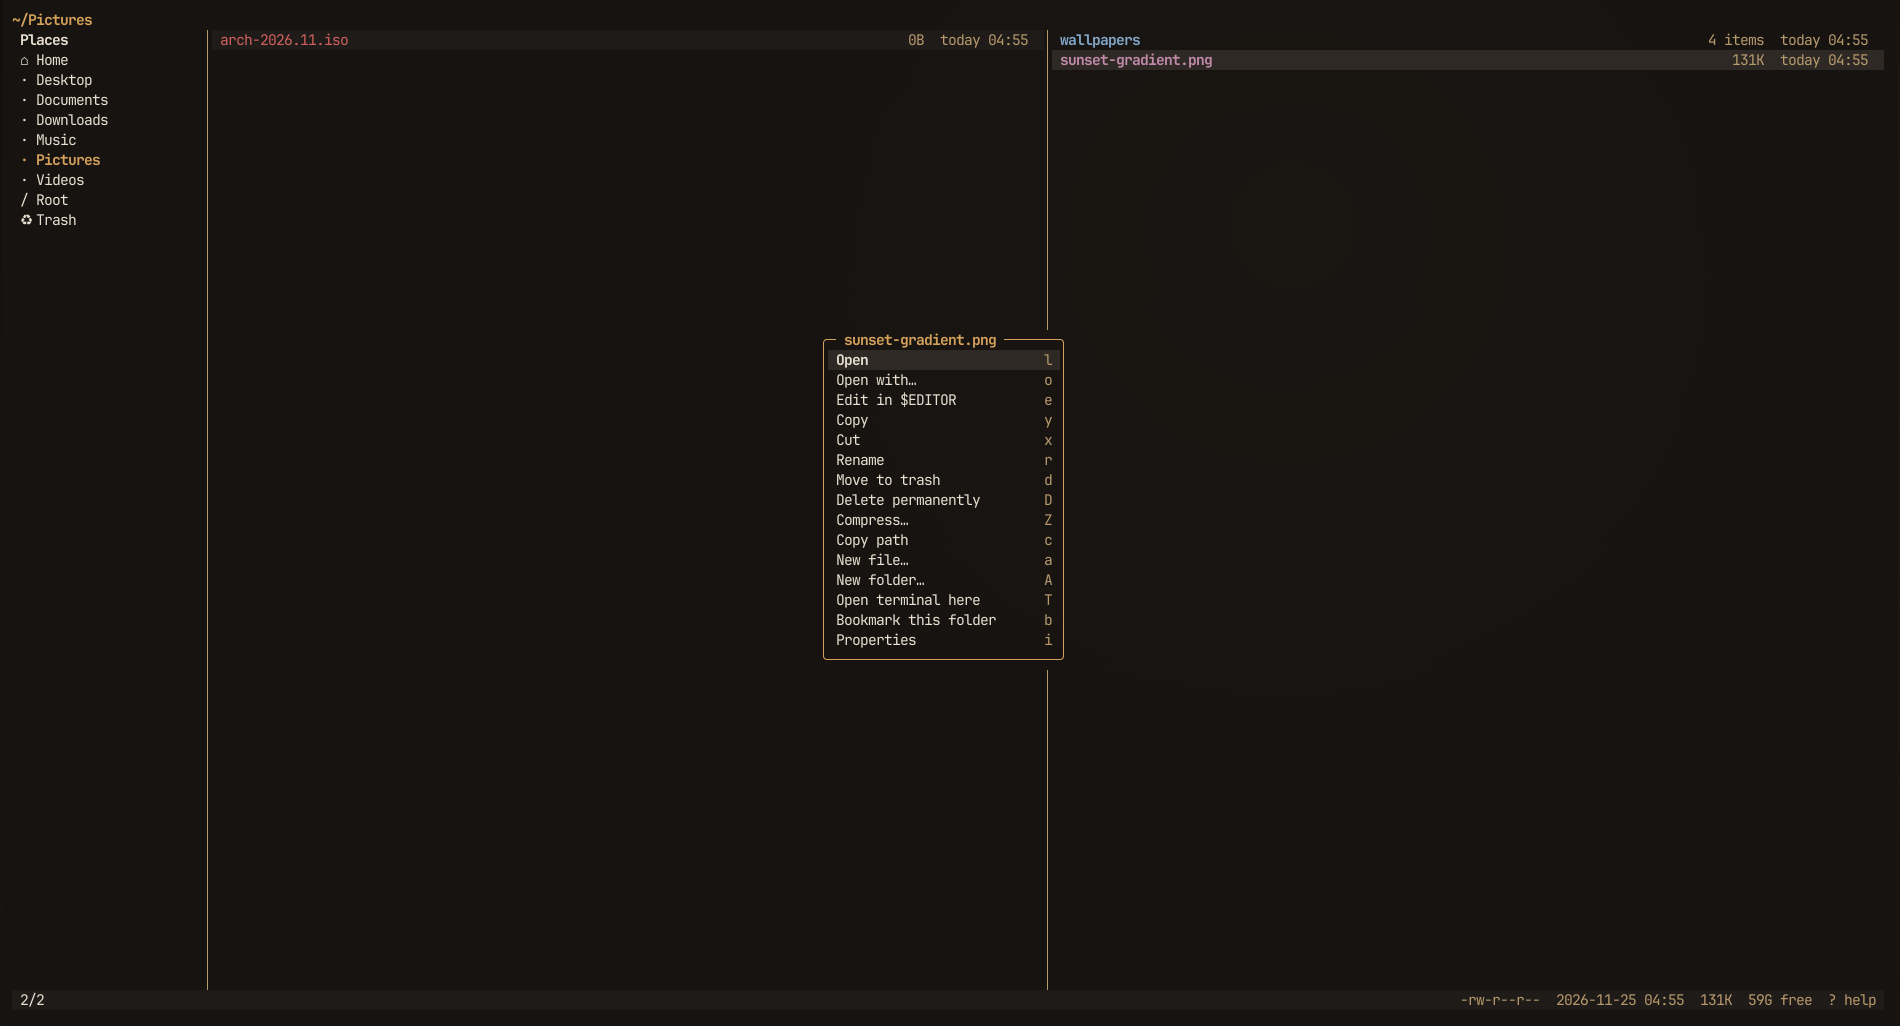 ~/Pictures
Places
⌂ Home
· Desktop
· Documents
· Downloads
· Music
· Pictures
· Videos
/ Root
♻ Trash
arch-2026.11.iso 0B today 04:55
wallpapers 4 items today 04:55
sunset-gradient.png 131K today 04:55
sunset-gradient.png
Open l
Open with… o
Edit in $EDITOR e
Copy y
Cut x
Rename r
Move to trash d
Delete permanently D
Compress… Z
Copy path c
New file… a
New folder… A
Open terminal here T
Bookmark this folder b
Properties i
2/2 -rw-r--r-- 2026-11-25 04:55 131K 59G free ? help